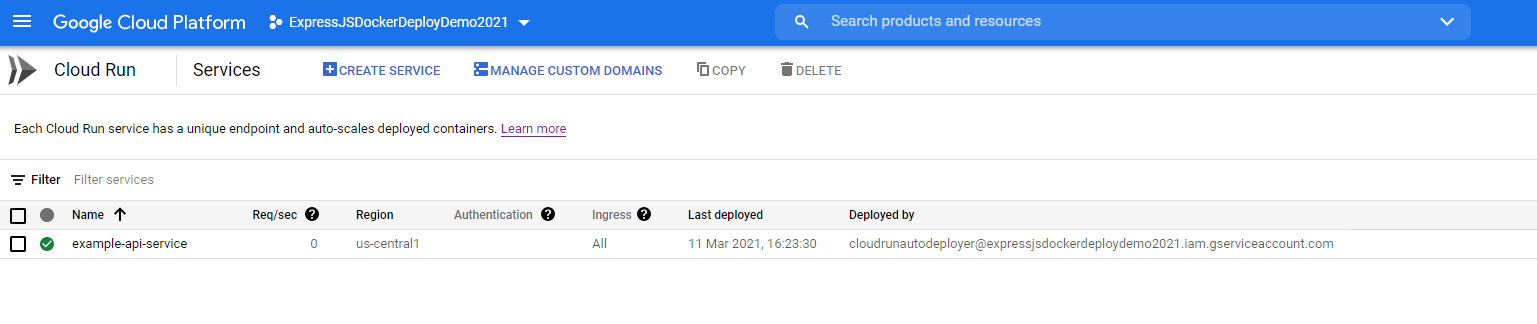 Google Cloud Platform ExpressJSDockerDeployDemo2021 Search products and resources
Cloud Run Services CREATE SERVICE MANAGE CUSTOM DOMAINS COPY DELETE
Each Cloud Run service has a unique endpoint and auto-scales deployed containers. Learn more
Filter Filter services
Name Req/sec ? Region Authentication ? Ingress ? Last deployed Deployed by
example-api-service 0 us-central1 All 11 Mar 2021, 16:23:30 cloudrunautodeployer@expressjsdockerdeploydemo2021.iam.gserviceaccount.com